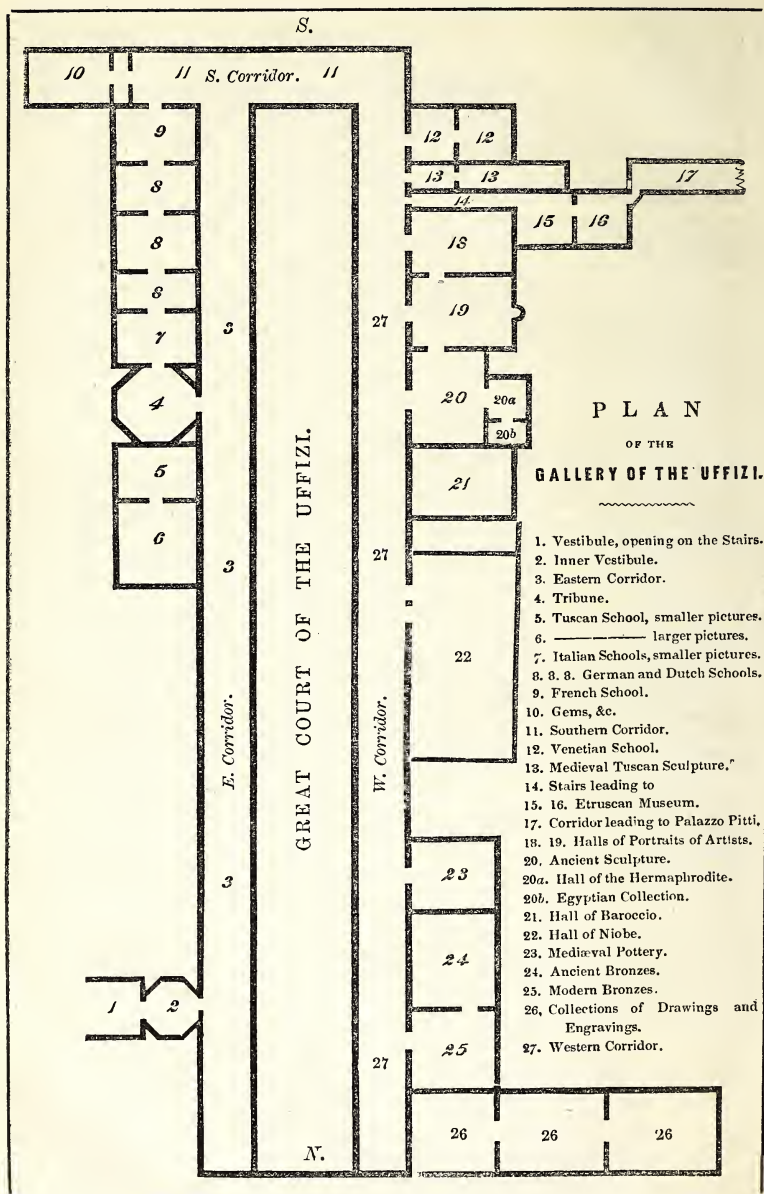 S.
10
11 S. Corridor. 11
9
12 12
8
13 13
17
14
15 16
8
18
8
3
27
19
7
4
20
20a
20b
PLAN
OF THE
GALLERY OF THE UFFIZI.
5
21
6
3
27
22
GREAT COURT OF THE UFFIZI.
E. Corridor.
W. Corridor.
1. Vestibule, opening on the Stairs.
2. Inner Vestibule.
3. Eastern Corridor.
4. Tribune.
5. Tuscan School, smaller pictures.
6. ————— larger pictures.
7. Italian Schools, smaller pictures.
8. 8. 8. German and Dutch Schools.
9. French School.
10. Gems, &c.
11. Southern Corridor.
12. Venetian School.
13. Medieval Tuscan Sculpture.
14. Stairs leading to
15. 16. Etruscan Museum.
17. Corridor leading to Palazzo Pitti.
18. 19. Halls of Portraits of Artists.
20. Ancient Sculpture.
20a. Hall of the Hermaphrodite.
20b. Egyptian Collection.
21. Hall of Baroccio.
22. Hall of Niobe.
23. Mediæval Pottery.
24. Ancient Bronzes.
25. Modern Bronzes.
26, Collections of Drawings and
Engravings.
27. Western Corridor.
23
3
24
1 2
25
27
26 26 26
N.